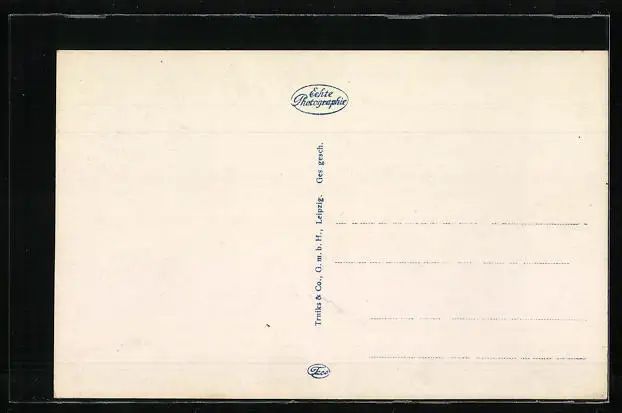 Echte
Photographie
Trinks & Co., G. m. b. H., Leipzig. Ges gesch.